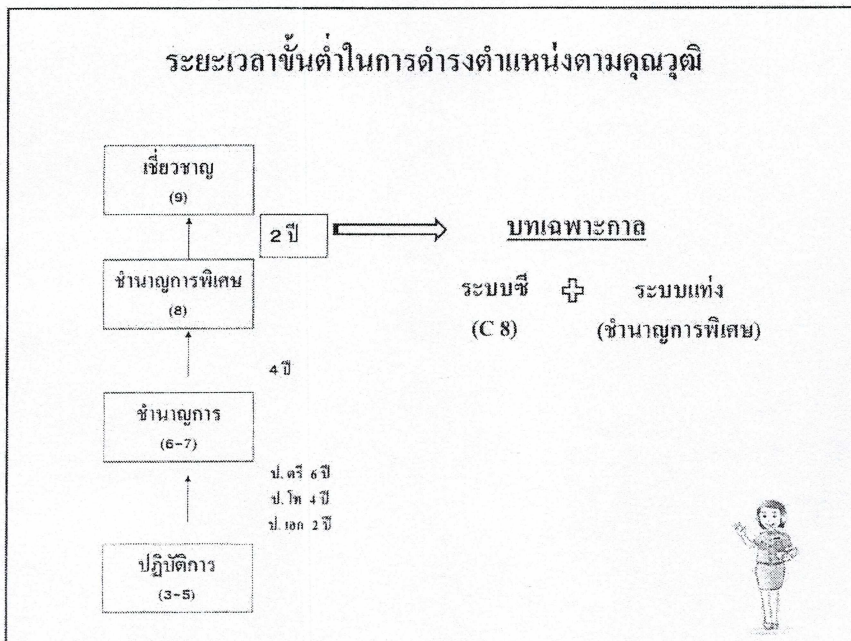 ระยะเวลาขั้นต่ำในการดำรงตำแหน่งตามคุณวุฒิ
เชี่ยวชาญ
(9)
2 ปี
บทเฉพาะกาล
ชำนาญการพิเศษ
(8)
ระบบซี
(C 8)
ระบบแท่ง
(ชำนาญการพิเศษ)
4 ปี
ชำนาญการ
(6-7)
ป.ตรี 6 ปี
ป.โท 4 ปี
ป.เอก 2 ปี
ปฏิบัติการ
(3-5)